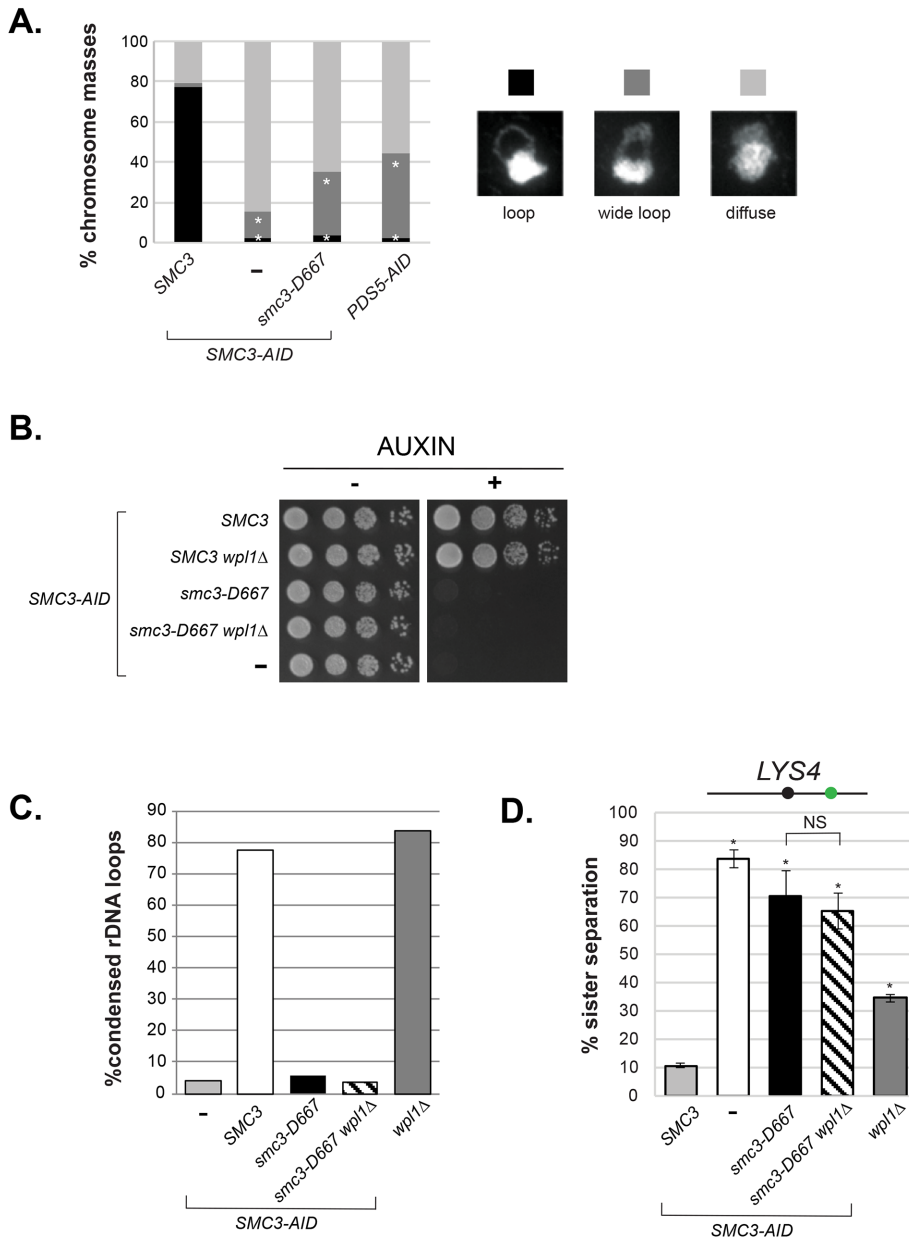 A.
% chromosome masses
100
80
60
40
20
0
*
*
*
*
*
*
SMC3
–
smc3-D667
PDS5-AID
SMC3-AID
loop
wide loop
diffuse
B.
AUXIN
-
+
SMC3-AID
SMC3
SMC3 wpl1Δ
smc3-D667
smc3-D667 wpl1Δ
–
C.
%condensed rDNA loops
90
80
70
60
50
40
30
20
10
0
–
SMC3
smc3-D667
smc3-D667 wpl1Δ
wpl1Δ
SMC3-AID
D.
LYS4
% sister separation
100
90
80
70
60
50
40
30
20
10
0
NS
*
*
*
*
SMC3
–
smc3-D667
smc3-D667 wpl1Δ
wpl1Δ
SMC3-AID